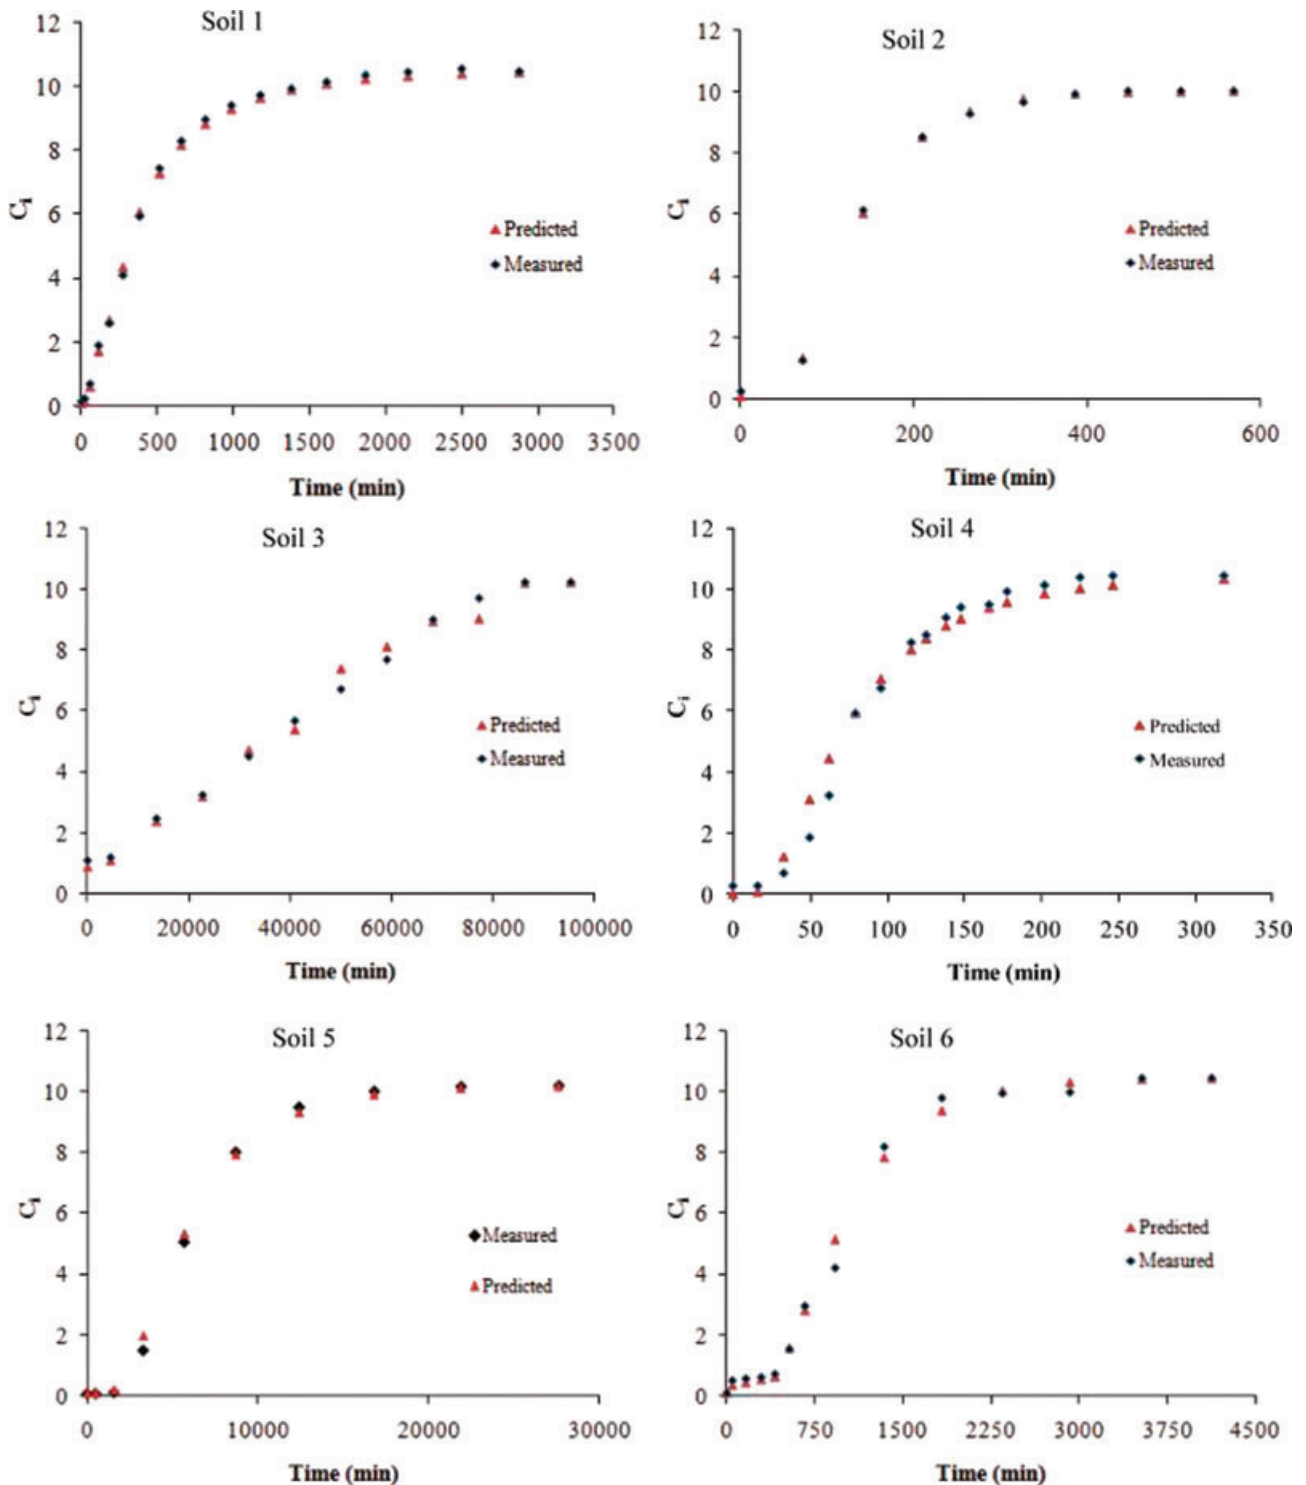 Soil 1
12
10
8
6
4
2
0
C_i
Predicted
Measured
0 500 1000 1500 2000 2500 3000 3500
Time (min)
Soil 2
12
10
8
6
4
2
0
C_i
Predicted
Measured
0 200 400 600
Time (min)
Soil 3
12
10
8
6
4
2
0
C_i
Predicted
Measured
0 20000 40000 60000 80000 100000
Time (min)
Soil 4
12
10
8
6
4
2
0
C_i
Predicted
Measured
0 50 100 150 200 250 300 350
Time (min)
Soil 5
12
10
8
6
4
2
0
C_i
Measured
Predicted
0 10000 20000 30000
Time (min)
Soil 6
12
10
8
6
4
2
0
C_i
Predicted
Measured
0 750 1500 2250 3000 3750 4500
Time (min)